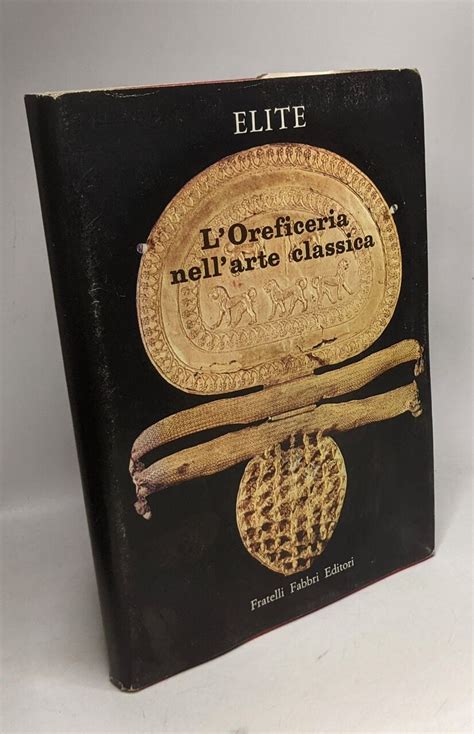 ELITE
L'Oreficeria
nell'arte classica
Fratelli Fabbri Editori